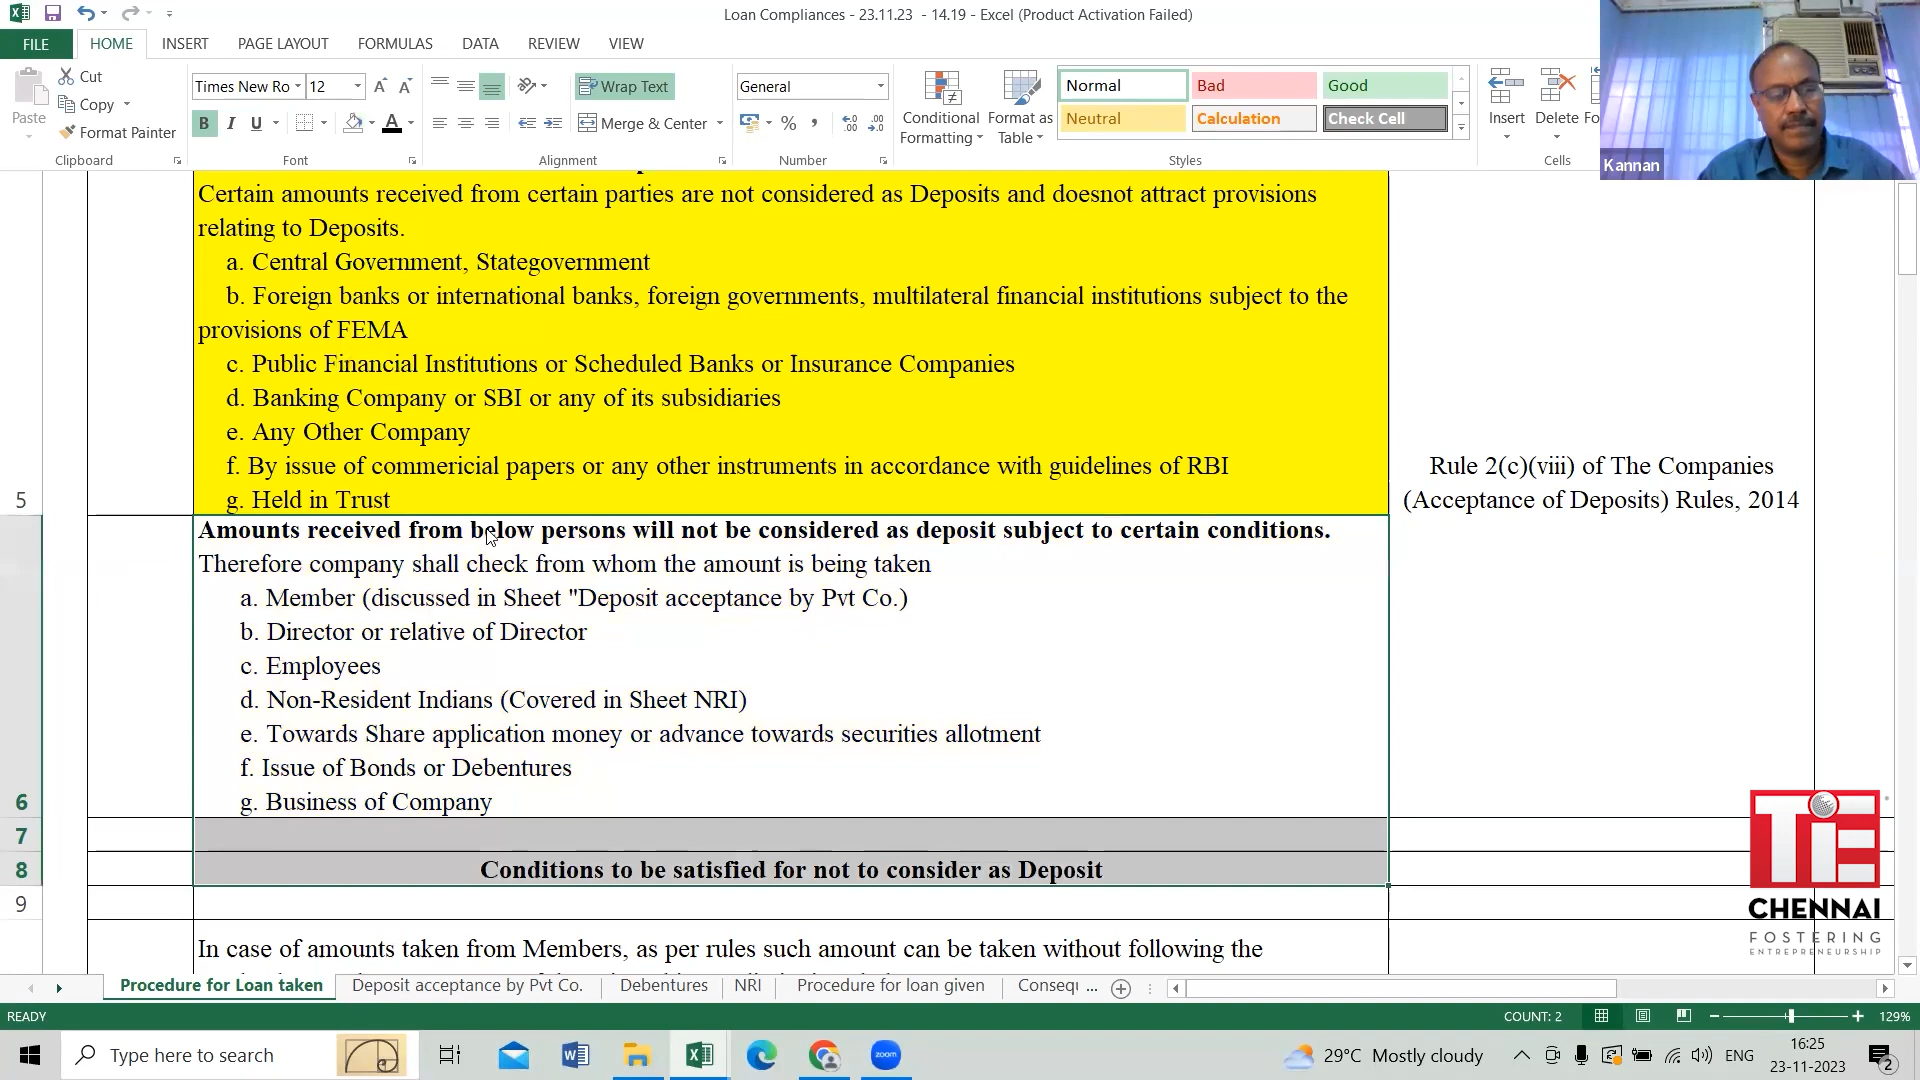 Loan Compliances - 23.11.23 - 14.19 - Excel (Product Activation Failed)
FILE HOME INSERT PAGE LAYOUT FORMULAS DATA REVIEW VIEW
Paste
Cut
Copy
Format Painter
Clipboard
Times New Ro 12
B I U A
Font
Wrap Text
Merge & Center
Alignment
General
%
Number
Conditional Formatting
Format as Table
Normal Bad Good
Neutral Calculation Check Cell
Styles
Insert Delete Fo
Cells
Kannan
Certain amounts received from certain parties are not considered as Deposits and doesnot attract provisions
relating to Deposits.
a. Central Government, Stategovernment
b. Foreign banks or international banks, foreign governments, multilateral financial institutions subject to the
provisions of FEMA
c. Public Financial Institutions or Scheduled Banks or Insurance Companies
d. Banking Company or SBI or any of its subsidiaries
e. Any Other Company
f. By issue of commericial papers or any other instruments in accordance with guidelines of RBI
g. Held in Trust
5
Rule 2(c)(viii) of The Companies
(Acceptance of Deposits) Rules, 2014
Amounts received from below persons will not be considered as deposit subject to certain conditions.
Therefore company shall check from whom the amount is being taken
a. Member (discussed in Sheet "Deposit acceptance by Pvt Co.)
b. Director or relative of Director
c. Employees
d. Non-Resident Indians (Covered in Sheet NRI)
e. Towards Share application money or advance towards securities allotment
f. Issue of Bonds or Debentures
g. Business of Company
6
7
8 Conditions to be satisfied for not to consider as Deposit
9
In case of amounts taken from Members, as per rules such amount can be taken without following the
TiE
CHENNAI
FOSTERING
ENTREPRENEURSHIP
Procedure for Loan taken Deposit acceptance by Pvt Co. Debentures NRI Procedure for loan given Consequ ...
READY COUNT: 2 129%
Type here to search
zoom
29°C Mostly cloudy ENG
16:25
23-11-2023
2